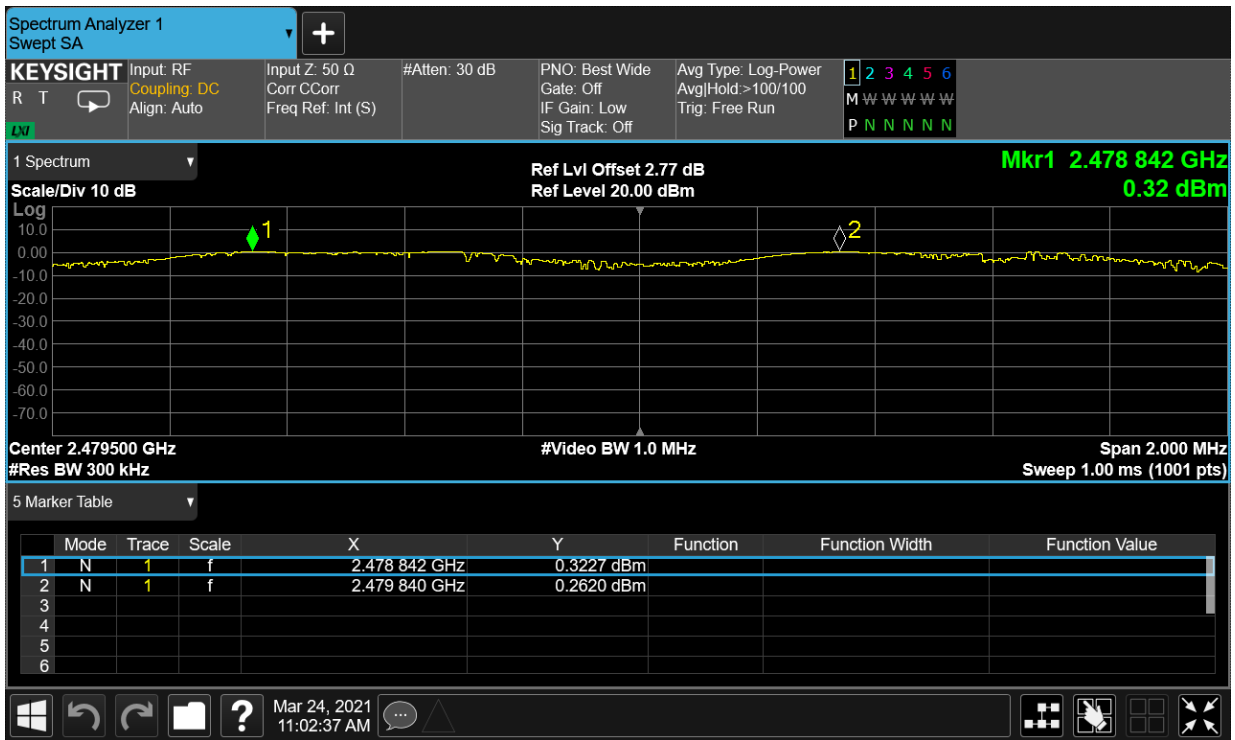 Spectrum Analyzer 1
Swept SA
+
KEYSIGHT Input: RF Input Z: 50 Ω #Atten: 30 dB PNO: Best Wide Avg Type: Log-Power 1 2 3 4 5 6
R T Coupling: DC Corr CCorr Gate: Off Avg|Hold:>100/100 M W W W W W
Align: Auto Freq Ref: Int (S) IF Gain: Low Trig: Free Run
LXI Sig Track: Off P N N N N N
1 Spectrum Ref Lvl Offset 2.77 dB Mkr1 2.478 842 GHz
Scale/Div 10 dB Ref Level 20.00 dBm 0.32 dBm
Log
10.0 1 2
0.00
-10.0
-20.0
-30.0
-40.0
-50.0
-60.0
-70.0
Center 2.479500 GHz #Video BW 1.0 MHz Span 2.000 MHz
#Res BW 300 kHz Sweep 1.00 ms (1001 pts)
5 Marker Table
Mode Trace Scale X Y Function Function Width Function Value
1 N 1 f 2.478 842 GHz 0.3227 dBm
2 N 1 f 2.479 840 GHz 0.2620 dBm
3
4
5
6
? Mar 24, 2021
11:02:37 AM